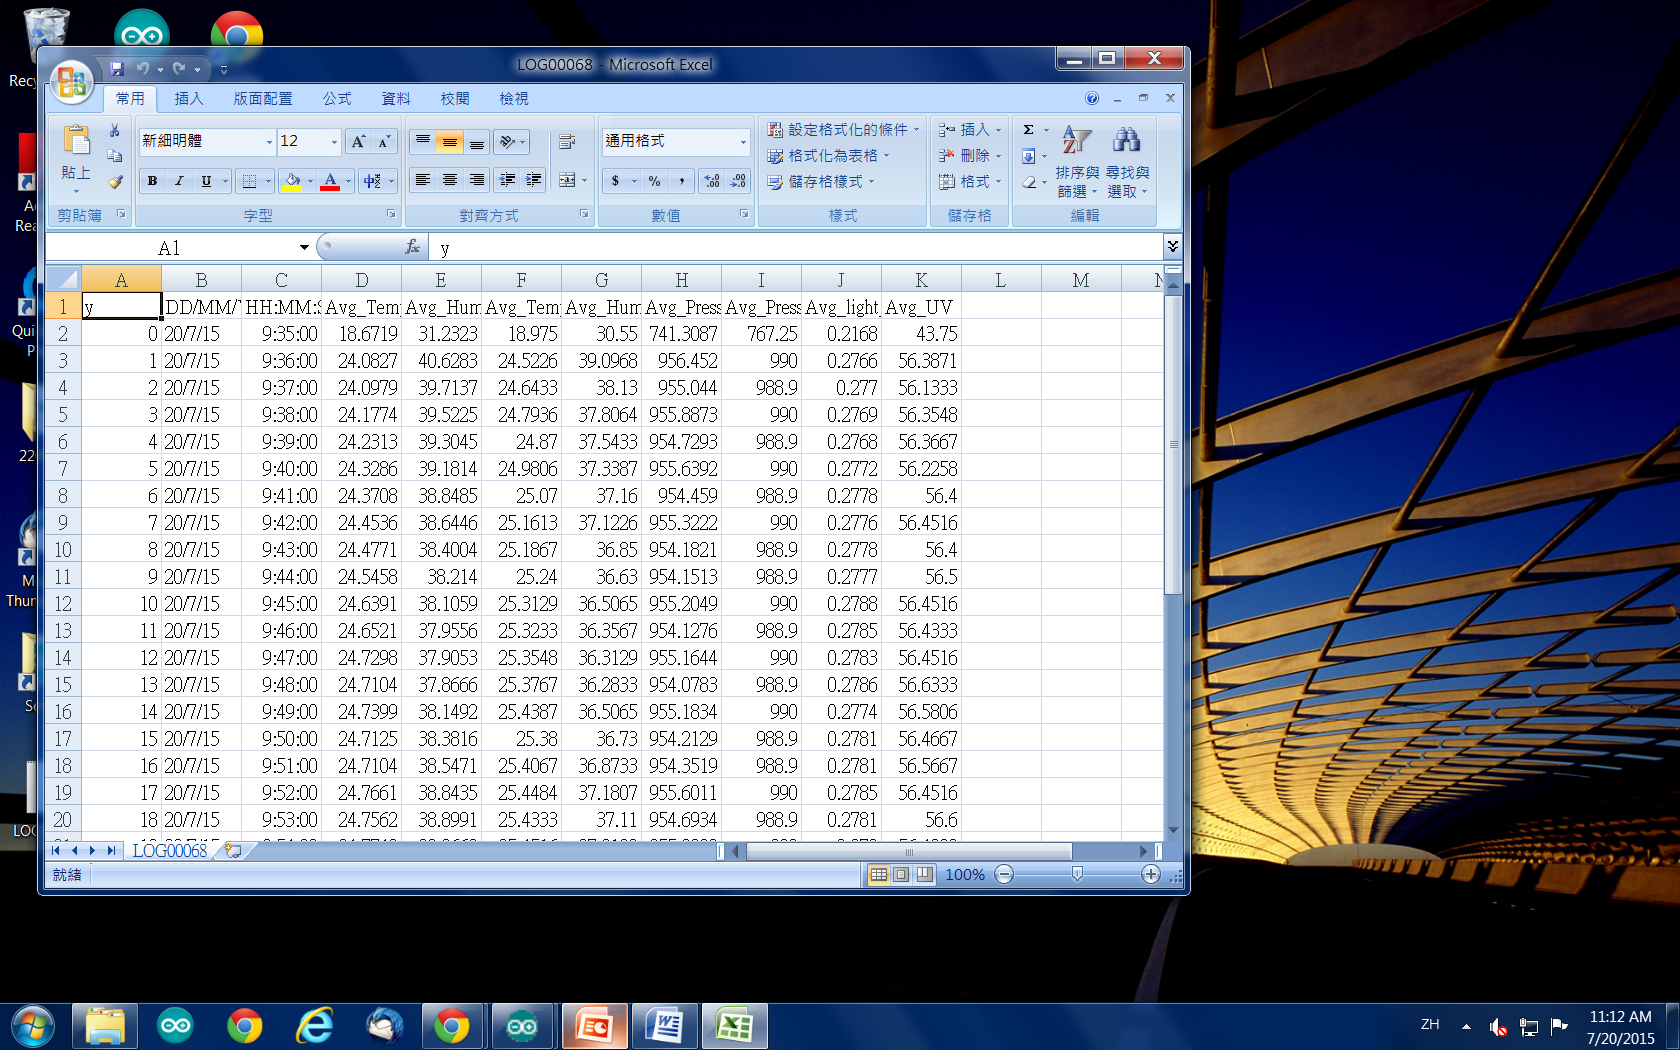 LOG00068 - Microsoft Excel
常用 插入 版面配置 公式 資料 校閱 檢視
貼上
剪貼簿
新細明體 12
B I U
字型
對齊方式
通用格式
$ % ,
數值
設定格式化的條件
格式化為表格
儲存格樣式
樣式
插入
刪除
格式
儲存格
Σ
排序與篩選
尋找與選取
編輯
A1 fx y
A B C D E F G H I J K L M
1 y DD/MM/ HH:MM:S Avg_Tem Avg_Hum Avg_Tem Avg_Hum Avg_Press Avg_Press Avg_light Avg_UV
2 0 20/7/15 9:35:00 18.6719 31.2323 18.975 30.55 741.3087 767.25 0.2168 43.75
3 1 20/7/15 9:36:00 24.0827 40.6283 24.5226 39.0968 956.452 990 0.2766 56.3871
4 2 20/7/15 9:37:00 24.0979 39.7137 24.6433 38.13 955.044 988.9 0.277 56.1333
5 3 20/7/15 9:38:00 24.1774 39.5225 24.7936 37.8064 955.8873 990 0.2769 56.3548
6 4 20/7/15 9:39:00 24.2313 39.3045 24.87 37.5433 954.7293 988.9 0.2768 56.3667
7 5 20/7/15 9:40:00 24.3286 39.1814 24.9806 37.3387 955.6392 990 0.2772 56.2258
8 6 20/7/15 9:41:00 24.3708 38.8485 25.07 37.16 954.459 988.9 0.2778 56.4
9 7 20/7/15 9:42:00 24.4536 38.6446 25.1613 37.1226 955.3222 990 0.2776 56.4516
10 8 20/7/15 9:43:00 24.4771 38.4004 25.1867 36.85 954.1821 988.9 0.2778 56.4
11 9 20/7/15 9:44:00 24.5458 38.214 25.24 36.63 954.1513 988.9 0.2777 56.5
12 10 20/7/15 9:45:00 24.6391 38.1059 25.3129 36.5065 955.2049 990 0.2788 56.4516
13 11 20/7/15 9:46:00 24.6521 37.9556 25.3233 36.3567 954.1276 988.9 0.2785 56.4333
14 12 20/7/15 9:47:00 24.7298 37.9053 25.3548 36.3129 955.1644 990 0.2783 56.4516
15 13 20/7/15 9:48:00 24.7104 37.8666 25.3767 36.2833 954.0783 988.9 0.2786 56.6333
16 14 20/7/15 9:49:00 24.7399 38.1492 25.4387 36.5065 955.1834 990 0.2774 56.5806
17 15 20/7/15 9:50:00 24.7125 38.3816 25.38 36.73 954.2129 988.9 0.2781 56.4667
18 16 20/7/15 9:51:00 24.7104 38.5471 25.4067 36.8733 954.3519 988.9 0.2781 56.5667
19 17 20/7/15 9:52:00 24.7661 38.8435 25.4484 37.1807 955.6011 990 0.2785 56.4516
20 18 20/7/15 9:53:00 24.7562 38.8991 25.4333 37.11 954.6934 988.9 0.2781 56.6
LOG00068
就緒 100%
ZH 11:12 AM
7/20/2015